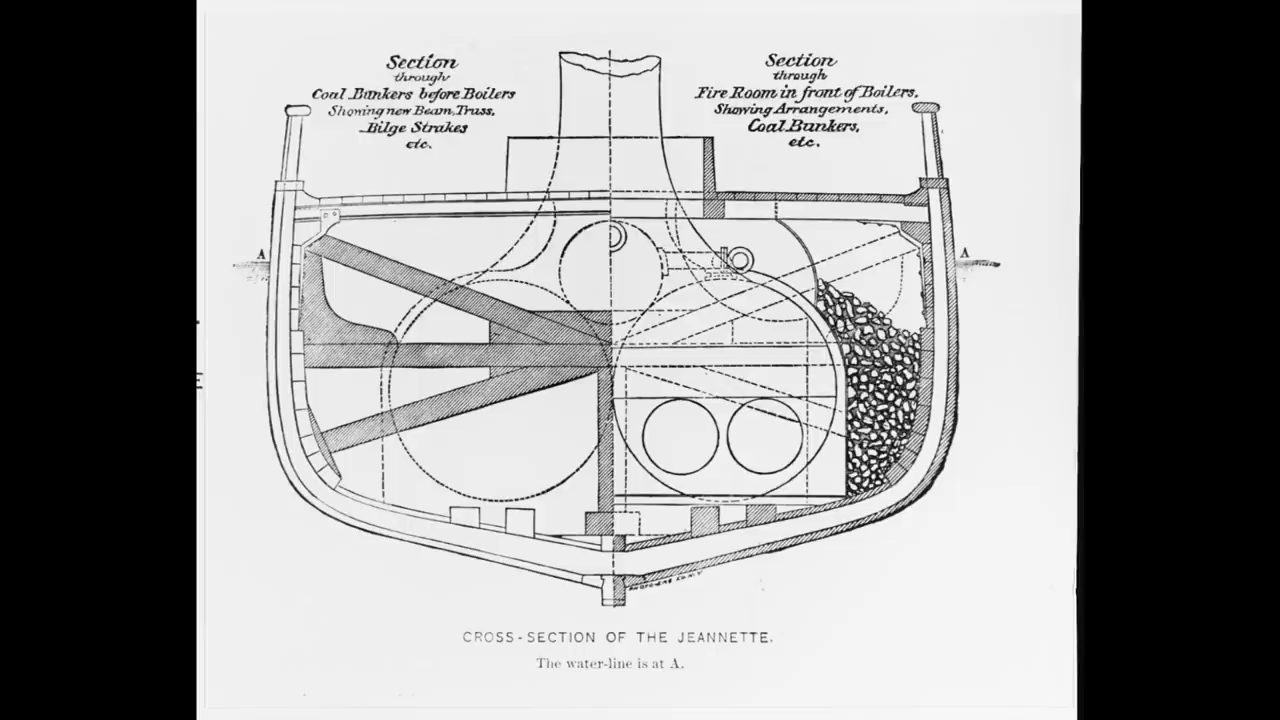 Section
through
Coal Bunkers before Boilers
Showing new Beam, Truss,
Bilge Strakes
etc.
Section
through
Fire Room in front of Boilers,
Showing Arrangements,
Coal Bunkers,
etc.
A
A
E
CROSS-SECTION OF THE JEANNETTE.
The water-line is at A.